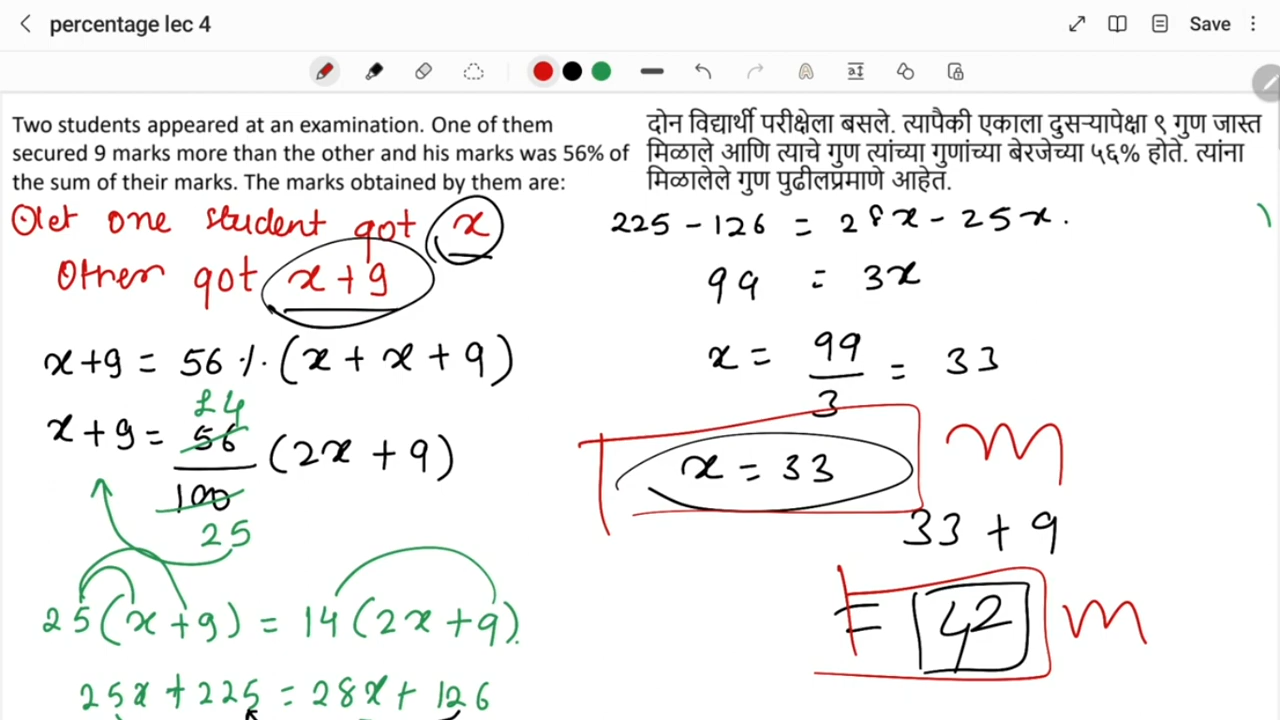 percentage lec 4
Save
Two students appeared at an examination. One of them
secured 9 marks more than the other and his marks was 56% of
the sum of their marks. The marks obtained by them are:
दोन विद्यार्थी परीक्षेला बसले. त्यापैकी एकाला दुसऱ्यापेक्षा ९ गुण जास्त
मिळाले आणि त्याचे गुण त्यांच्या गुणांच्या बेरजेच्या ५६% होते. त्यांना
मिळालेले गुण पुढीलप्रमाणे आहेत.
let one student got x
Other got x+9
x+9 = 56 %. (x + x + 9)
x+9 = 56/100 (2x + 9)
14
25
25(x+9) = 14(2x+9).
25x + 225 = 28x + 126
225 - 126 = 28x - 25x.
99 = 3x
x = 99/3 = 33
x = 33 m
33 + 9
= 42 m